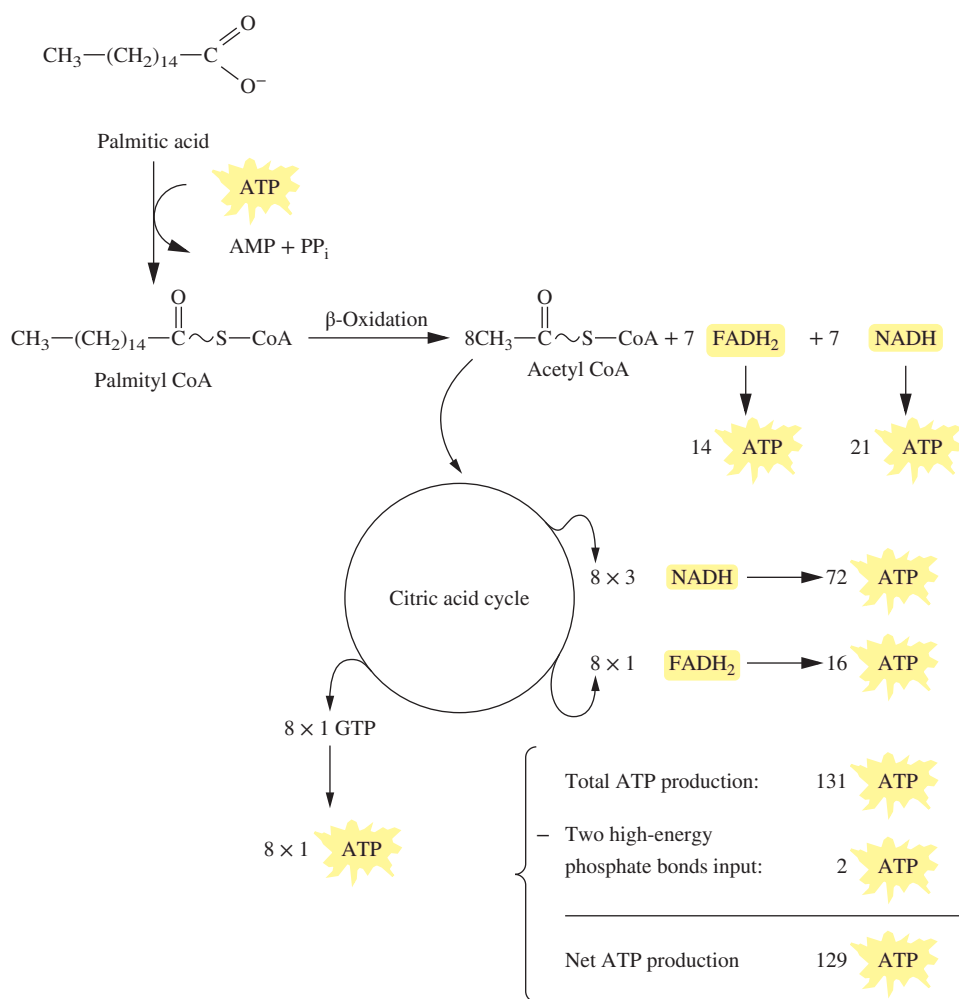 O
CH₃—(CH₂)₁₄—C
O⁻
Palmitic acid
ATP
AMP + PPᵢ
O
CH₃—(CH₂)₁₄—C~S—CoA
Palmityl CoA
β-Oxidation
O
8CH₃—C~S—CoA + 7 FADH₂ + 7 NADH
Acetyl CoA
14 ATP 21 ATP
Citric acid cycle
8 × 3 NADH 72 ATP
8 × 1 FADH₂ 16 ATP
8 × 1 GTP
8 × 1 ATP
Total ATP production: 131 ATP
– Two high-energy
phosphate bonds input: 2 ATP
Net ATP production 129 ATP